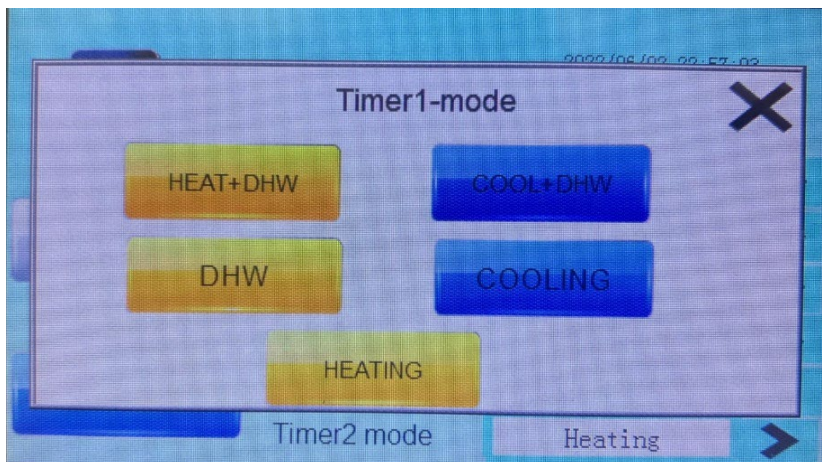 Timer1-mode
HEAT+DHW
COOL+DHW
DHW
COOLING
HEATING
Timer2 mode
Heating